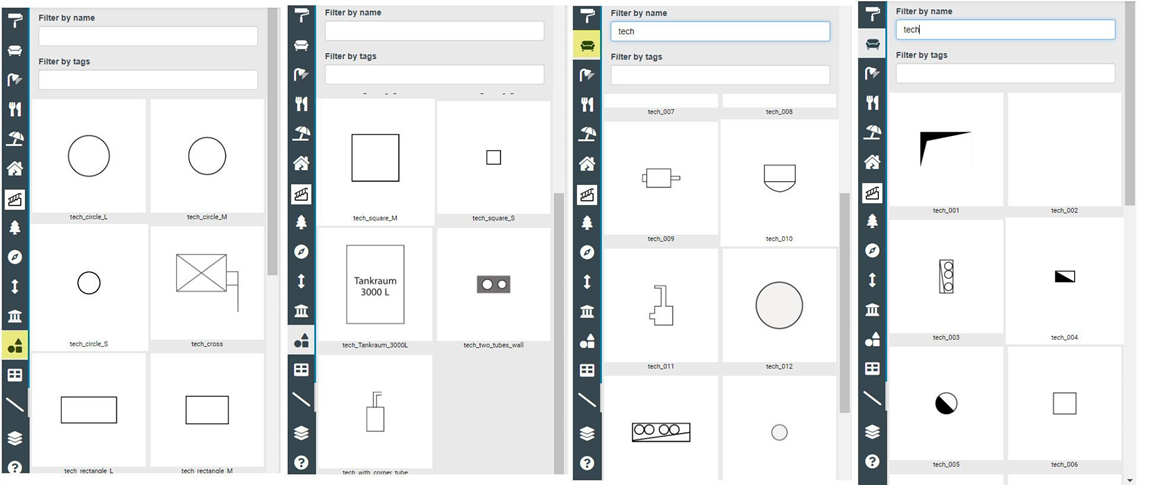 Filter by name
Filter by tags
tech_circle_L tech_circle_M
tech_circle_S tech_cross
tech_rectangle_L tech_rectangle_M
Filter by name
Filter by tags
tech_square_M tech_square_S
Tankraum
3000 L
tech_Tankraum_3000L tech_two_tubes_wall
tech_with_corner_tube
Filter by name
tech
Filter by tags
tech_007 tech_008
tech_009 tech_010
tech_011 tech_012
Filter by name
tech
Filter by tags
tech_001 tech_002
tech_003 tech_004
tech_005 tech_006